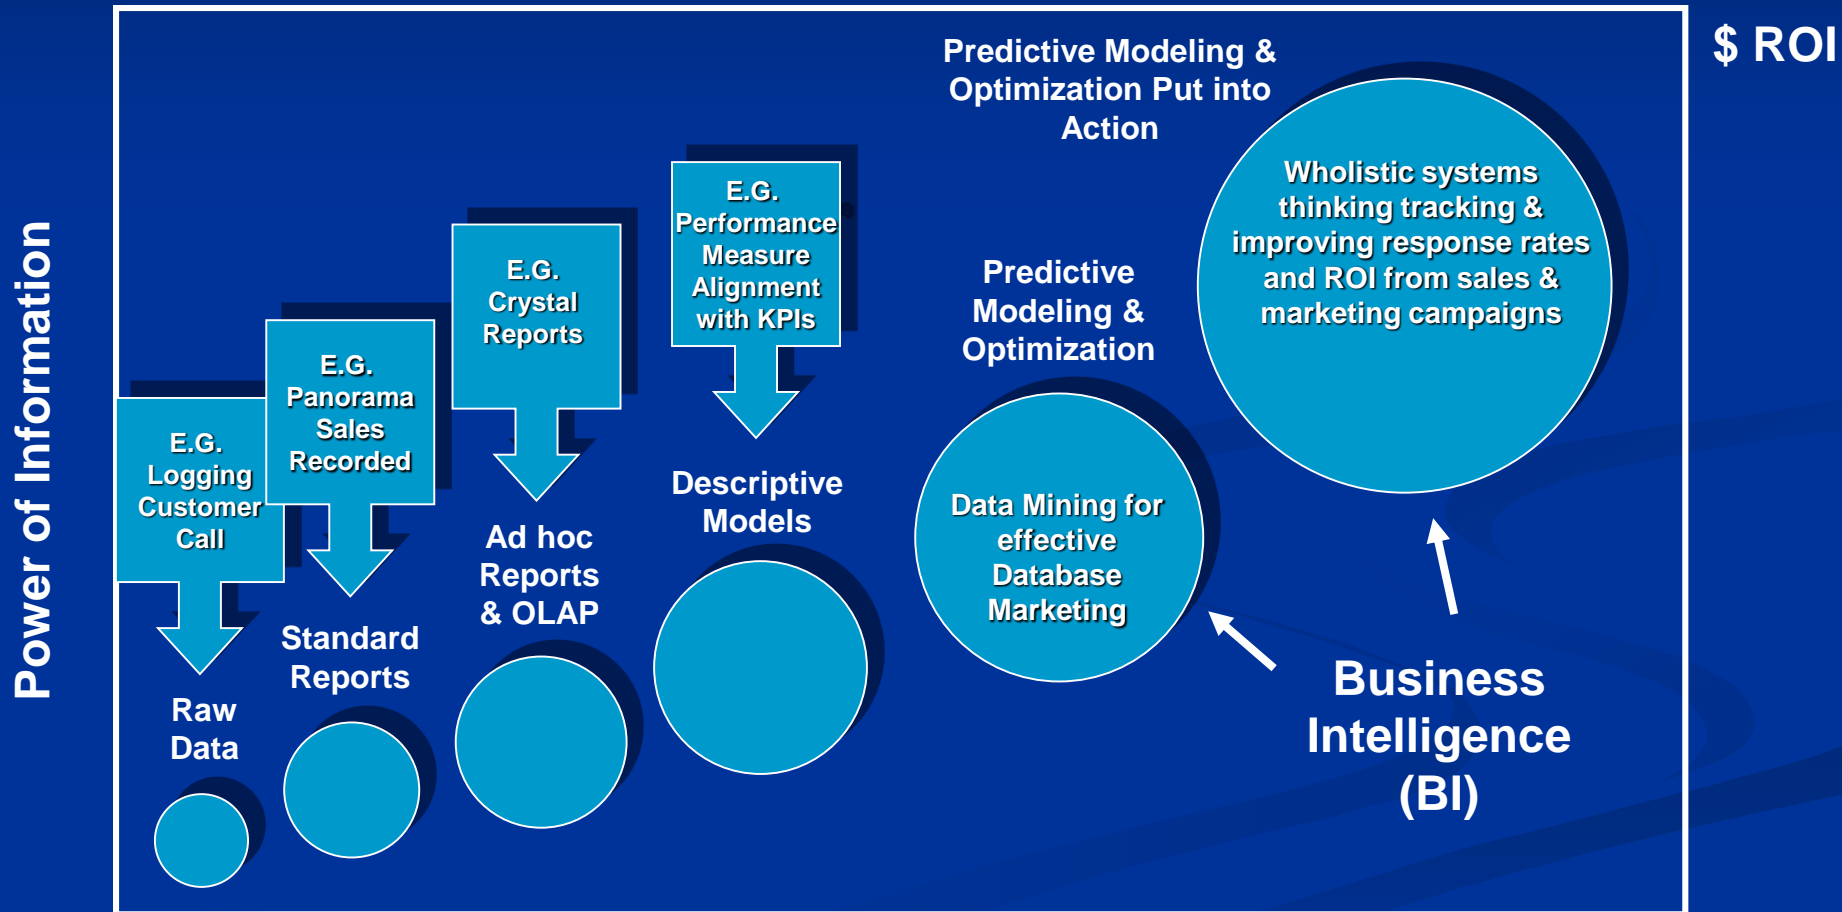 $ ROI
Power of Information
E.G.
Logging
Customer
Call
Raw
Data
E.G.
Panorama
Sales
Recorded
Standard
Reports
E.G.
Crystal
Reports
Ad hoc
Reports
& OLAP
E.G.
Performance
Measure
Alignment
with KPIs
Descriptive
Models
Predictive
Modeling &
Optimization
Data Mining for
effective
Database
Marketing
Predictive Modeling &
Optimization Put into
Action
Wholistic systems
thinking tracking &
improving response rates
and ROI from sales &
marketing campaigns
Business
Intelligence
(BI)